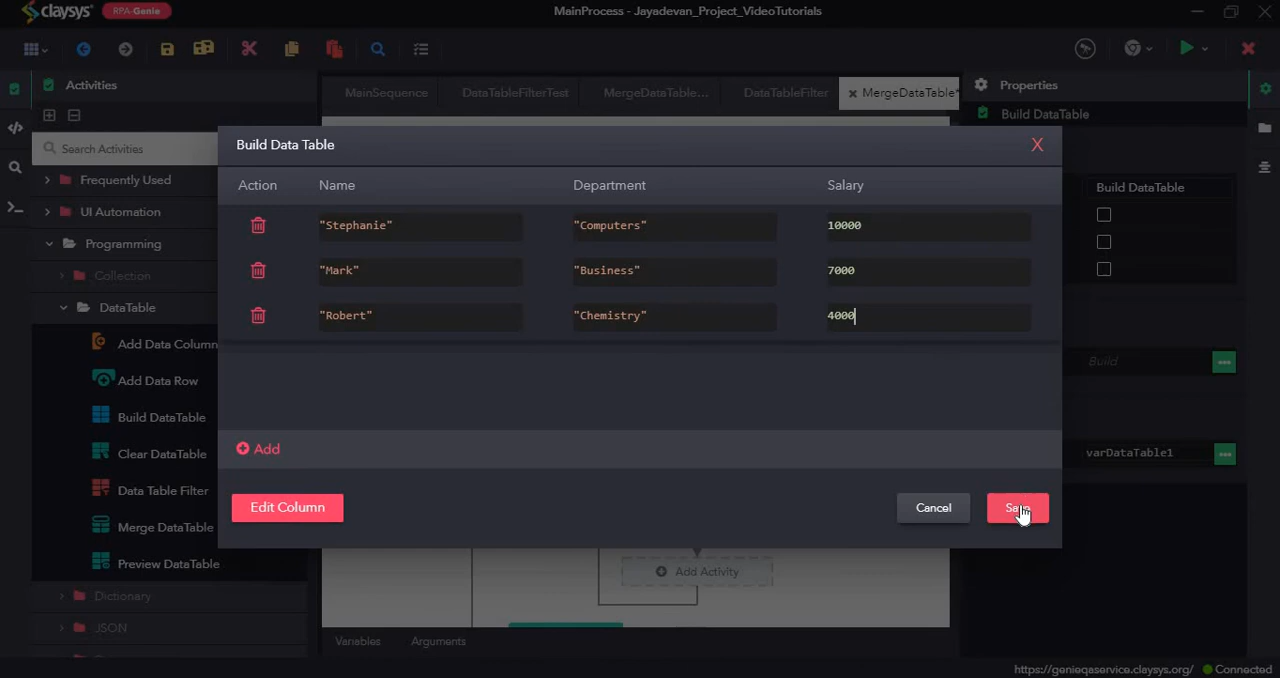 claysys
RPA-Genie
MainProcess - Jayadevan_Project_VideoTutorials
Activities
MainSequence
DataTableFilterTest
MergeDataTable...
DataTableFilter
MergeDataTable*
Properties
Build DataTable
Search Activities
Frequently Used
UI Automation
Programming
Collection
DataTable
Add Data Column
Add Data Row
Build DataTable
Clear DataTable
Data Table Filter
Merge DataTable
Preview DataTable
Dictionary
JSON
Build Data Table
X
Action Name Department Salary
"Stephanie" "Computers" 10000
"Mark" "Business" 7000
"Robert" "Chemistry" 4000
Add
Edit Column
Cancel
Save
Build DataTable
Build
varDataTable1
Add Activity
Variables
Arguments
https://genieqaservice.claysys.org/
Connected